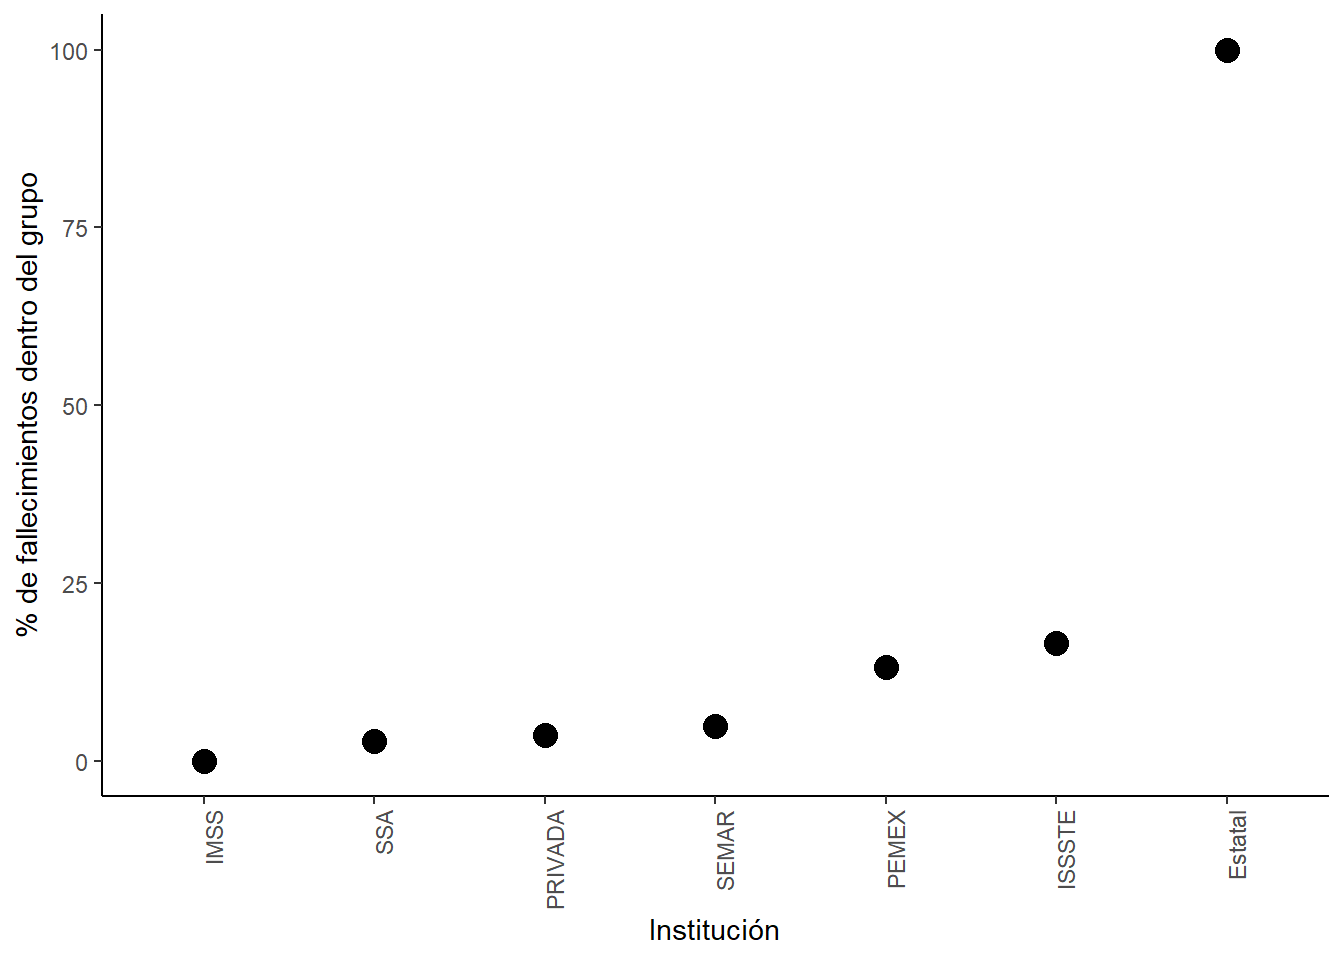 % de fallecimientos dentro del grupo
100
75
50
25
0
IMSS
SSA
PRIVADA
SEMAR
PEMEX
ISSSTE
Estatal
Institución